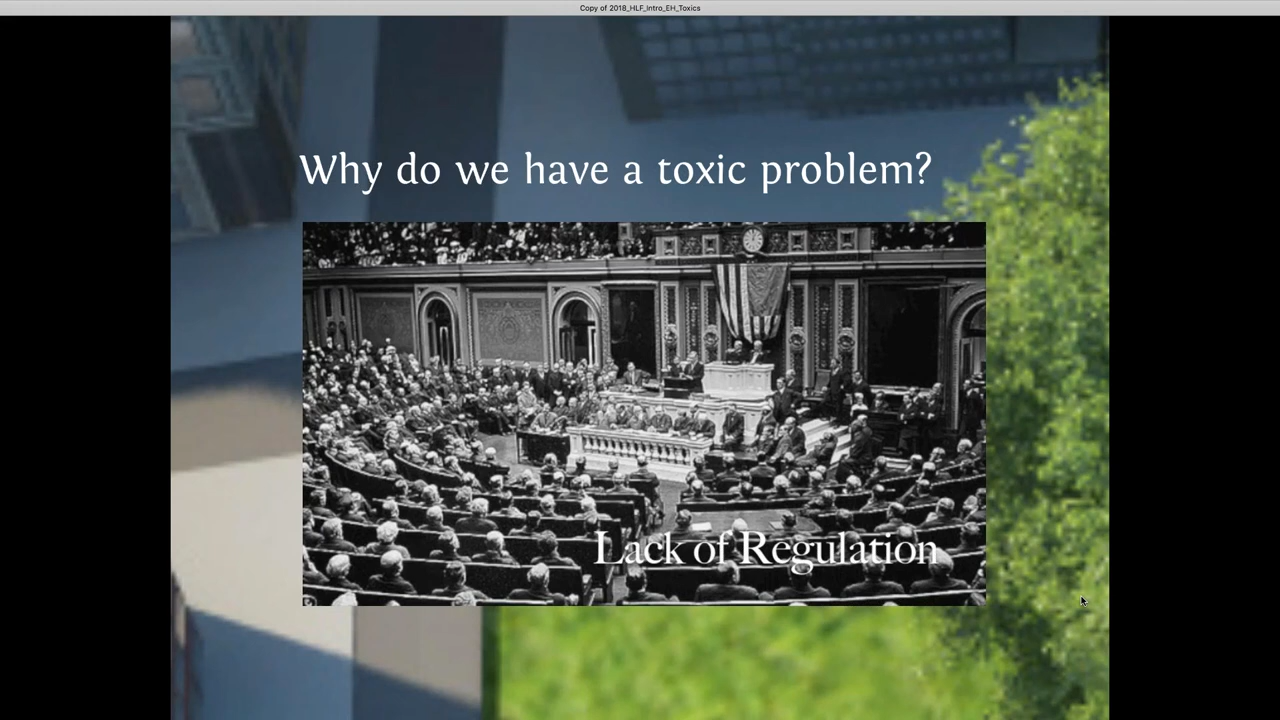 Copy of 2018_HLF_Intro_EH_Toxics
Why do we have a toxic problem?
Lack of Regulation